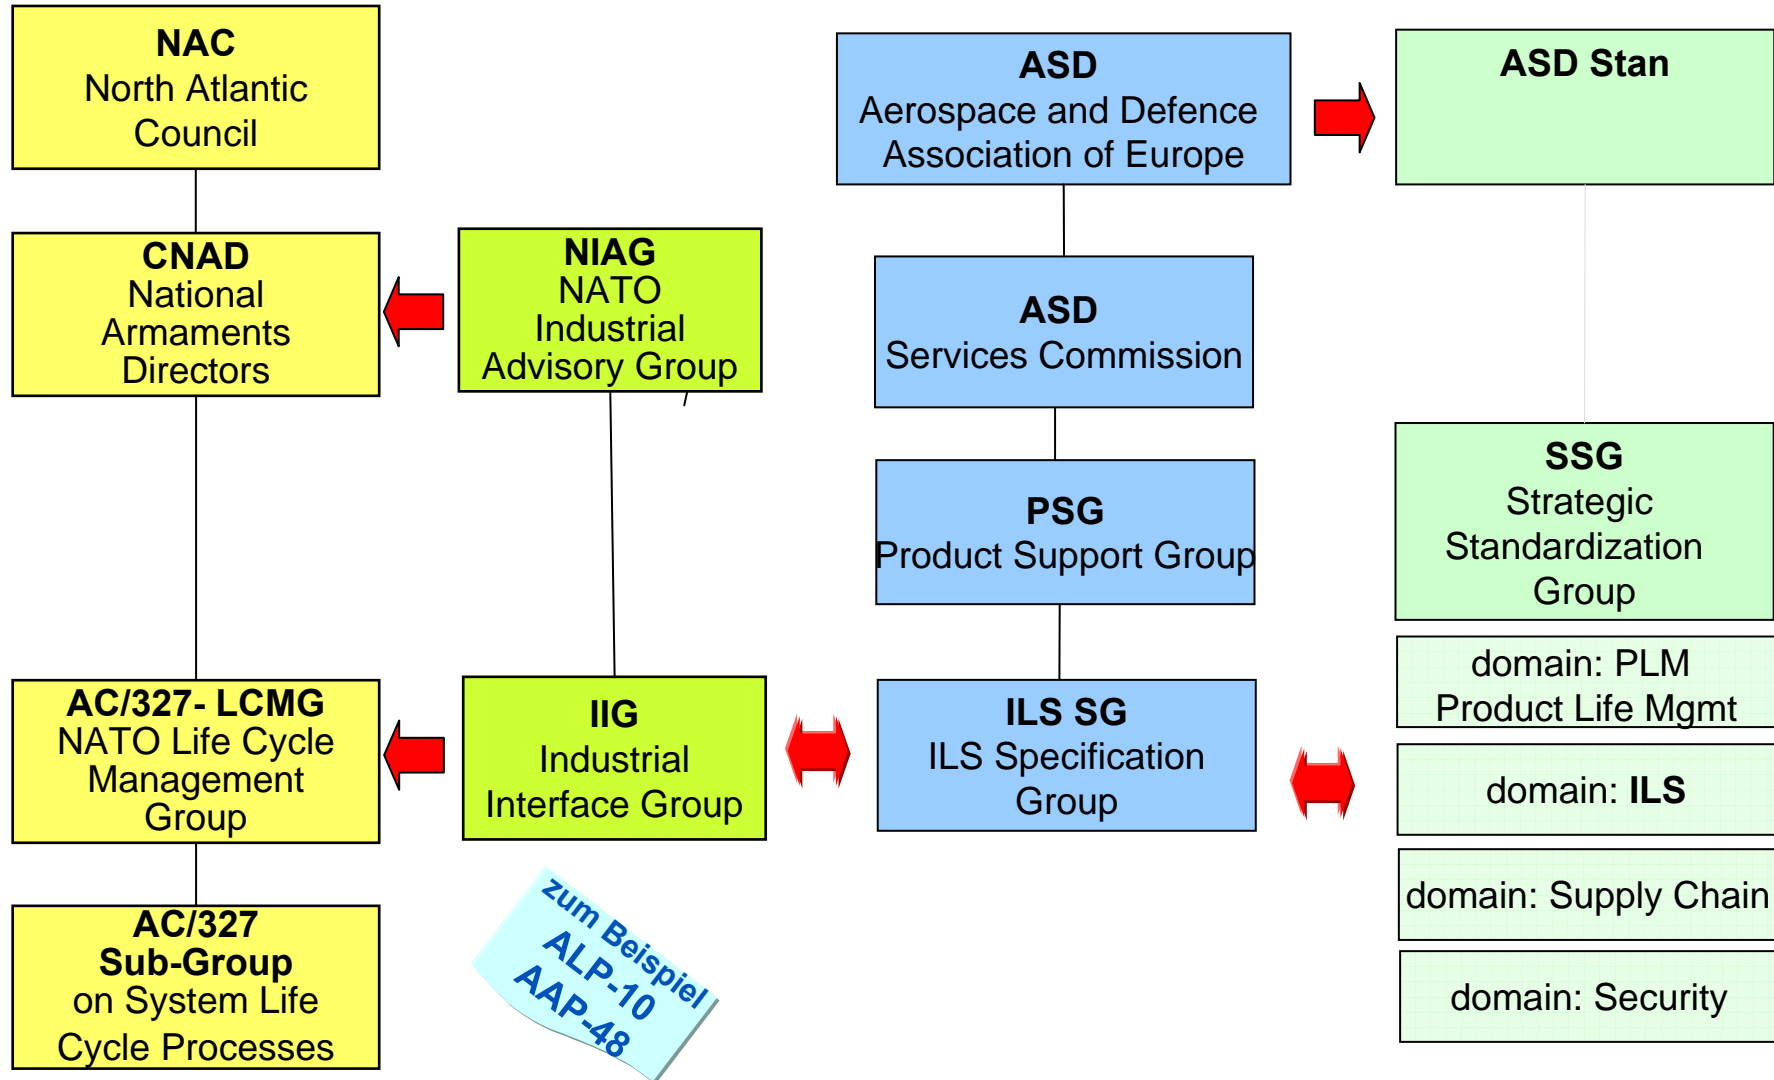 NAC
North Atlantic
Council
CNAD
National
Armaments
Directors
AC/327- LCMG
NATO Life Cycle
Management
Group
AC/327
Sub-Group
on System Life
Cycle Processes
NIAG
NATO
Industrial
Advisory Group
IIG
Industrial
Interface Group
zum Beispiel
ALP-10
AAP-48
ASD
Aerospace and Defence
Association of Europe
ASD
Services Commission
PSG
Product Support Group
ILS SG
ILS Specification
Group
ASD Stan
SSG
Strategic
Standardization
Group
domain: PLM
Product Life Mgmt
domain: ILS
domain: Supply Chain
domain: Security